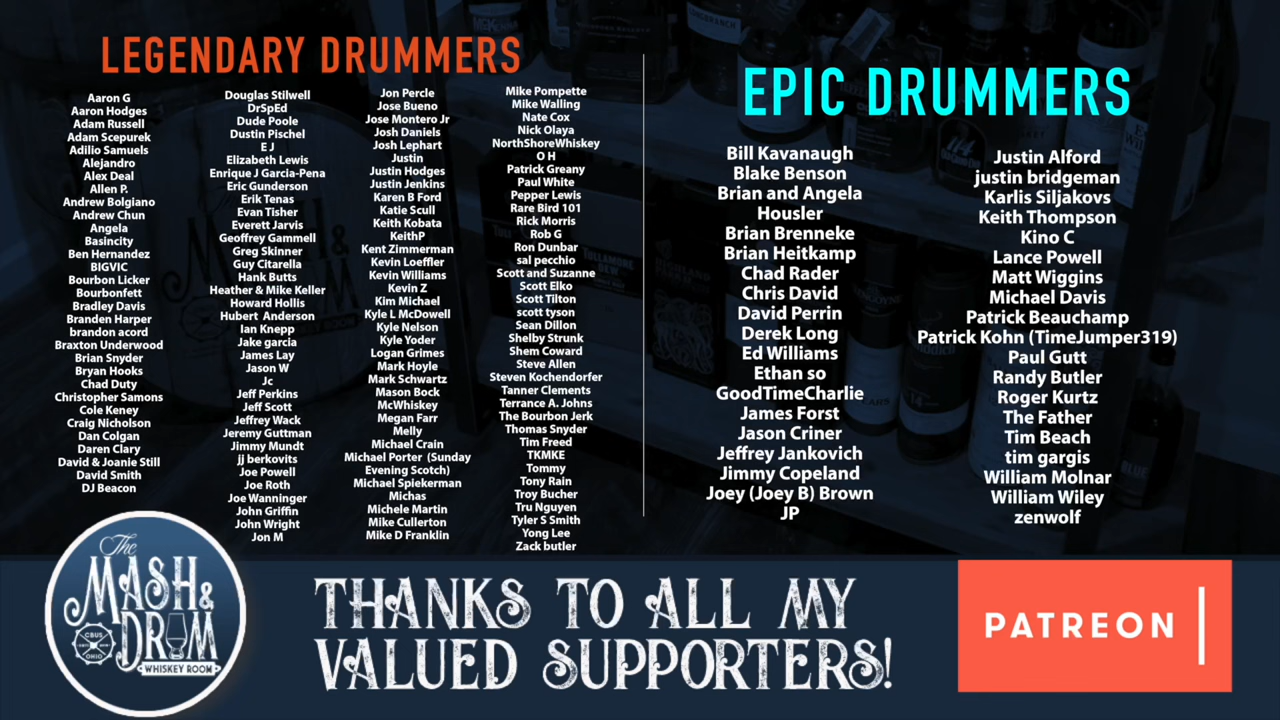 LEGENDARY DRUMMERS
Aaron G
Aaron Hodges
Adam Russell
Adam Scepurek
Adilio Samuels
Alejandro
Alex Deal
Allen P.
Andrew Bolgiano
Andrew Chun
Angela
Basincity
Ben Hernandez
BIGVIC
Bourbon Licker
Bourbonfett
Bradley Davis
Branden Harper
brandon acord
Braxton Underwood
Brian Snyder
Bryan Hooks
Chad Duty
Christopher Samons
Cole Keney
Craig Nicholson
Dan Colgan
Daren Clary
David & Joanie Still
David Smith
DJ Beacon
Douglas Stilwell
DrSpEd
Dude Poole
Dustin Pischel
E J
Elizabeth Lewis
Enrique J Garcia-Pena
Eric Gunderson
Erik Tenas
Evan Tisher
Everett Jarvis
Geoffrey Gammell
Greg Skinner
Guy Citarella
Hank Butts
Heather & Mike Keller
Howard Hollis
Hubert Anderson
Ian Knepp
Jake garcia
James Lay
Jason W
Jc
Jeff Perkins
Jeff Scott
Jeffrey Wack
Jeremy Guttman
Jimmy Mundt
jj berkovits
Joe Powell
Joe Roth
Joe Wanninger
John Griffin
John Wright
Jon M
Jon Percle
Jose Bueno
Jose Montero Jr
Josh Daniels
Josh Lephart
Justin
Justin Hodges
Justin Jenkins
Karen B Ford
Katie Scull
Keith Kobata
KeithP
Kent Zimmerman
Kevin Loeffler
Kevin Williams
Kevin Z
Kim Michael
Kyle L McDowell
Kyle Nelson
Kyle Yoder
Logan Grimes
Mark Hoyle
Mark Schwartz
Mason Bock
McWhiskey
Megan Farr
Melly
Michael Crain
Michael Porter (Sunday
Evening Scotch)
Michael Spiekerman
Michas
Michele Martin
Mike Cullerton
Mike D Franklin
Mike Pompette
Mike Walling
Nate Cox
Nick Olaya
NorthShoreWhiskey
O H
Patrick Greany
Paul White
Pepper Lewis
Rare Bird 101
Rick Morris
Rob G
Ron Dunbar
sal pecchio
Scott and Suzanne
Scott Elko
Scott Tilton
scott tyson
Sean Dillon
Shelby Strunk
Shem Coward
Steve Allen
Steven Kochendorfer
Tanner Clements
Terrance A. Johns
The Bourbon Jerk
Thomas Snyder
Tim Freed
TKMKE
Tommy
Tony Rain
Troy Bucher
Tru Nguyen
Tyler S Smith
Yong Lee
Zack butler
EPIC DRUMMERS
Bill Kavanaugh
Blake Benson
Brian and Angela
Housler
Brian Brenneke
Brian Heitkamp
Chad Rader
Chris David
David Perrin
Derek Long
Ed Williams
Ethan so
GoodTimeCharlie
James Forst
Jason Criner
Jeffrey Jankovich
Jimmy Copeland
Joey (Joey B) Brown
JP
Justin Alford
justin bridgeman
Karlis Siljakovs
Keith Thompson
Kino C
Lance Powell
Matt Wiggins
Michael Davis
Patrick Beauchamp
Patrick Kohn (TimeJumper319)
Paul Gutt
Randy Butler
Roger Kurtz
The Father
Tim Beach
tim gargis
William Molnar
William Wiley
zenwolf
The
MASH &
DRUM
CBUS
OHIO
WHISKEY ROOM
THANKS TO ALL MY
VALUED SUPPORTERS!
PATREON